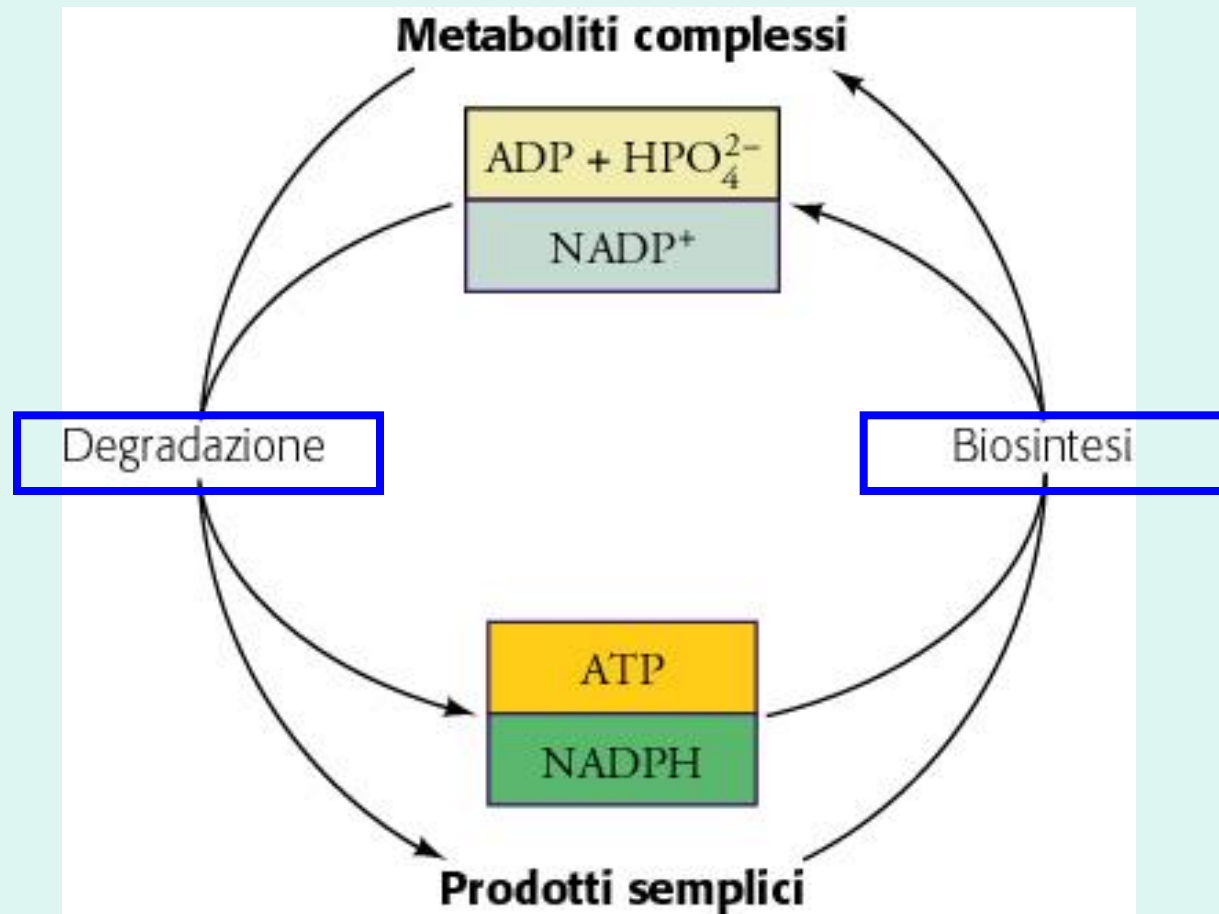 Metaboliti complessi
ADP + HPO₄²⁻
NADP⁺
Degradazione
Biosintesi
ATP
NADPH
Prodotti semplici